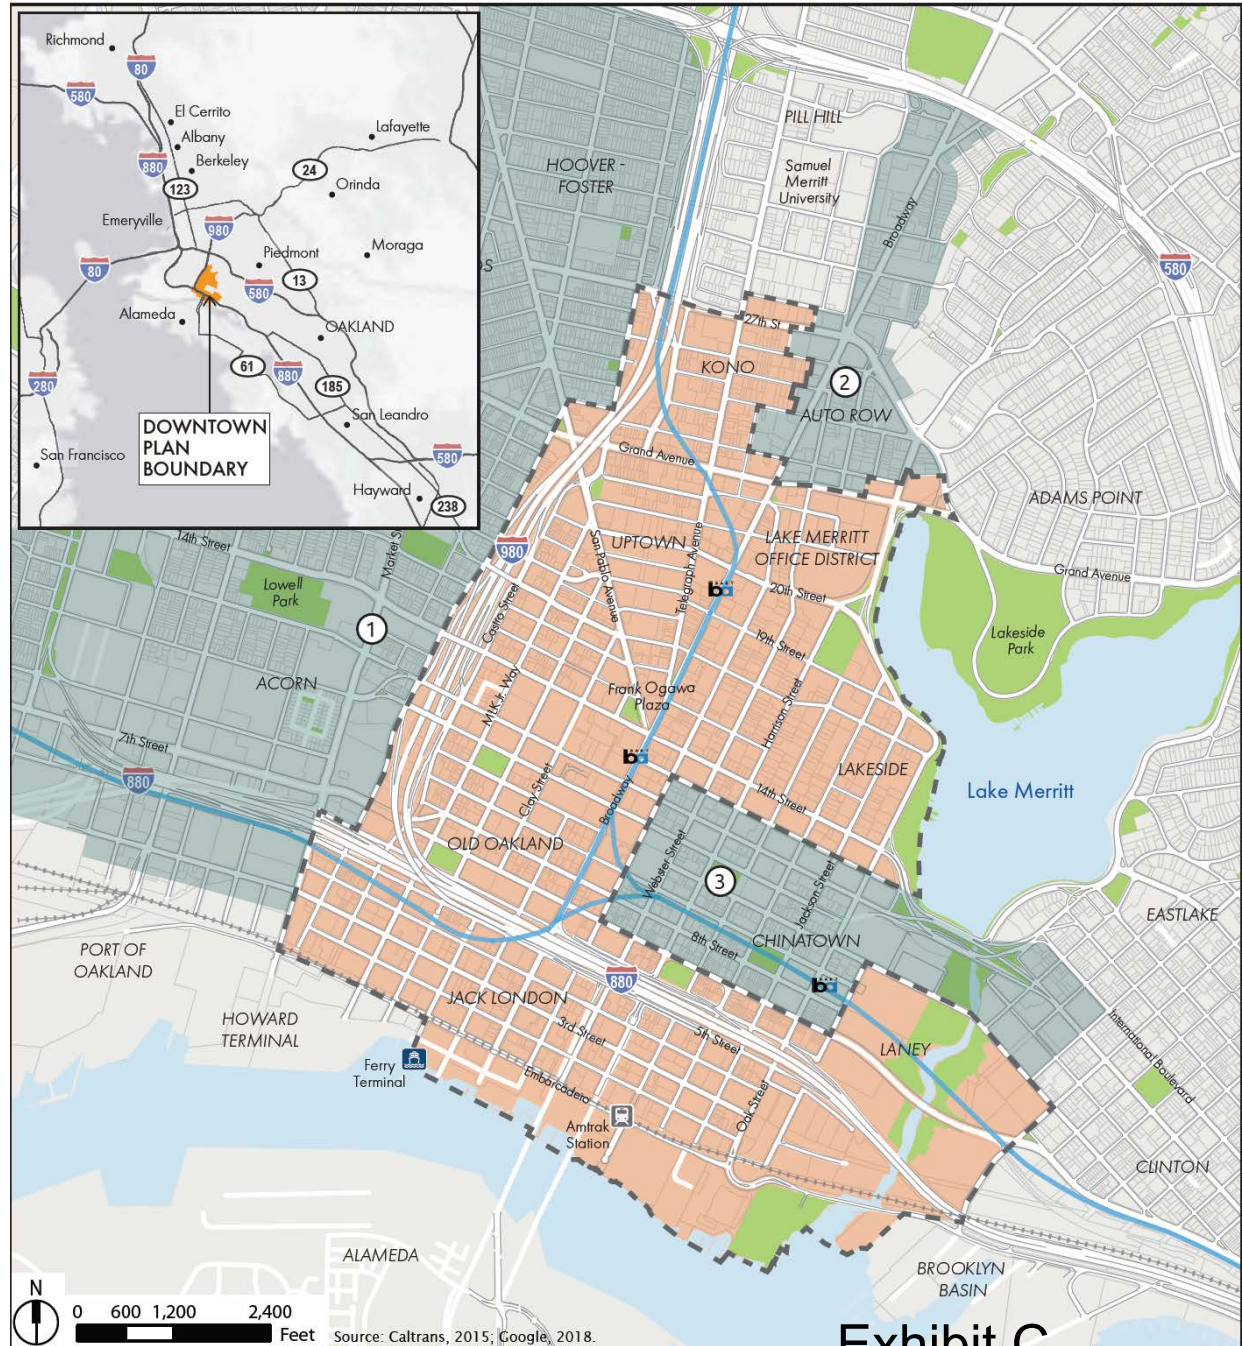 Richmond
80
580
El Cerrito
Albany
Berkeley
Lafayette
880
123
24
Orinda
Emeryville
980
Moraga
Piedmont
80
13
580
Alameda
OAKLAND
61
880
185
280
San Leandro
DOWNTOWN
PLAN
BOUNDARY
San Francisco
580
Hayward
238
PILL HILL
HOOVER -
FOSTER
Samuel
Merritt
University
Broadway
580
27th St
KONO
2
AUTO ROW
Grand Avenue
ADAMS POINT
14th Street
Market St
980
UPTOWN
San Pablo Avenue
Telegraph Avenue
LAKE MERRITT
OFFICE DISTRICT
Grand Avenue
Lowell
Park
Castro Street
ba
20th Street
1
19th Street
Lakeside
Park
ACORN
MLK Jr. Way
Frank Ogawa
Plaza
Harrison Street
7th Street
880
ba
LAKESIDE
Lake Merritt
Clay Street
Broadway
14th Street
OLD OAKLAND
Webster Street
3
Jackson Street
EASTLAKE
8th Street
CHINATOWN
PORT OF
OAKLAND
880
ba
JACK LONDON
HOWARD
TERMINAL
3rd Street
5th Street
LANEY
International Boulevard
Ferry
Terminal
Embarcadero
Oak Street
Amtrak
Station
CLINTON
ALAMEDA
BROOKLYN
BASIN
N
0 600 1,200 2,400
Feet
Source: Caltrans, 2015; Google, 2018.
Exhibit C